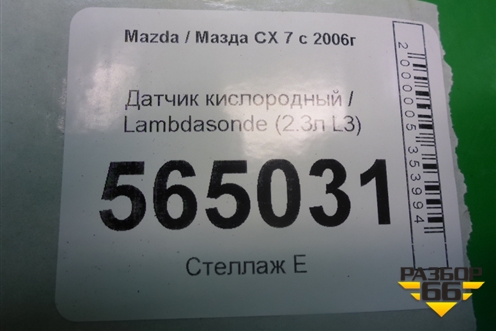 Mazda / Мазда CX 7 с 2006г
Датчик кислородный /
Lambdasonde (2.3л L3)
565031
Стеллаж Е
2000005353994
РАЗБОР
66